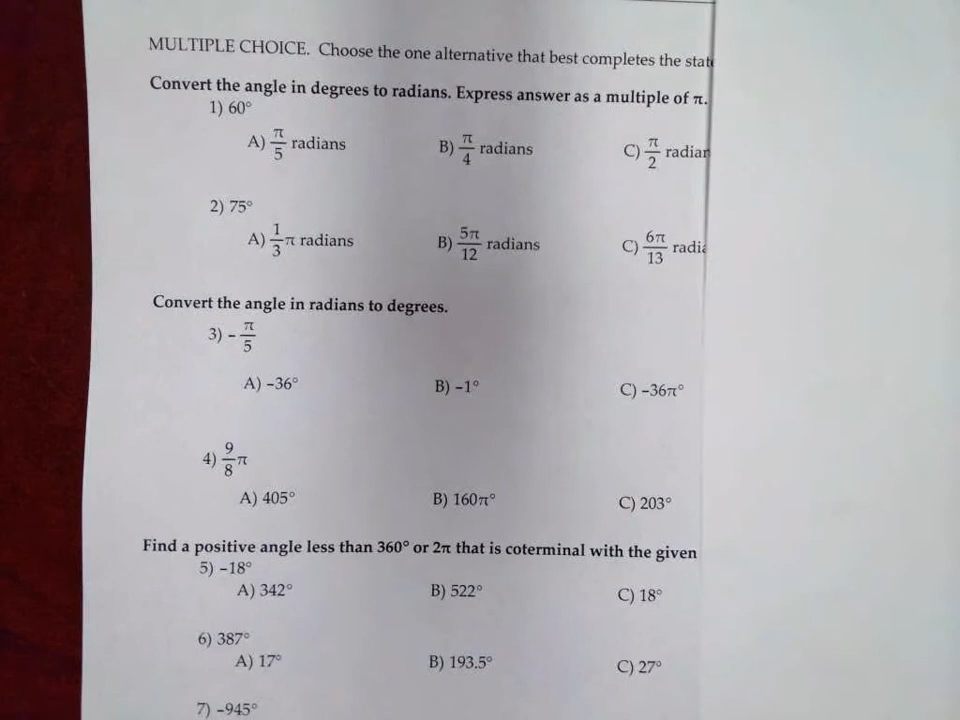 MULTIPLE CHOICE. Choose the one alternative that best completes the
Convert the angle in degrees to radians. Express answer as a multiple of π.
1) 60°
A) π/5 radians B) π/4 radians C) π/2
2) 75°
A) 1/3 π radians B) 5π/12 radians C) 6π/13
Convert the angle in radians to degrees.
3) -π/5
A) -36° B) -1° C) -36π°
4) 9/8 π
A) 405° B) 160π° C) 203°
Find a positive angle less than 360° or 2π that is coterminal with the given
5) -18°
A) 342° B) 522° C) 18°
6) 387°
A) 17° B) 193.5° C) 27°
7) -945°